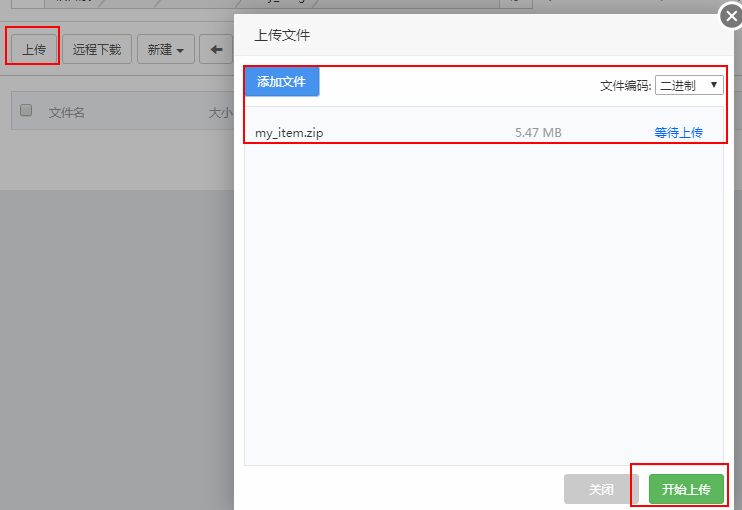 上传文件
上传 远程下载 新建
添加文件 文件编码: 二进制
文件名 大小
my_item.zip 5.47 MB 等待上传
关闭 开始上传